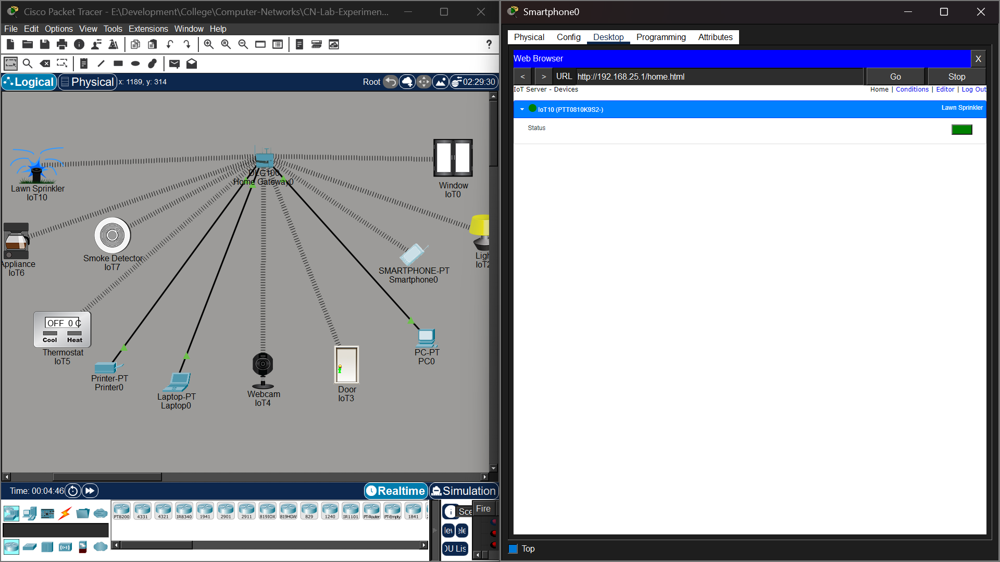 Cisco Packet Tracer - E:\Development\College\Computer-Networks\CN-Lab-Experimen...
File Edit Options View Tools Extensions Window Help
?
Logical Physical x: 1189, y: 314 Root 02:29:30
Lawn Sprinkler
IoT10
DLC100
Home Gateway0
Window
IoT0
Appliance
IoT6
Smoke Detector
IoT7
SMARTPHONE-PT
Smartphone0
Ligh
IoT2
OFF 0 C
Cool Heat
Thermostat
IoT5
Printer-PT
Printer0
Laptop-PT
Laptop0
Webcam
IoT4
Door
IoT3
PC-PT
PC0
Time: 00:04:46 Realtime Simulation
PT8200 4331 4321 IR8340 1941 2901 2911 819IOX 819HGW 829 1240 IR1101 PT-Router PT-Empty 1841
Sce Fire
ele
DU Lis
Smartphone0
Physical Config Desktop Programming Attributes
Web Browser X
< > URL http://192.168.25.1/home.html Go Stop
IoT Server - Devices Home | Conditions | Editor | Log Out
IoT10 (PTT0810K9S2-) Lawn Sprinkler
Status
Top